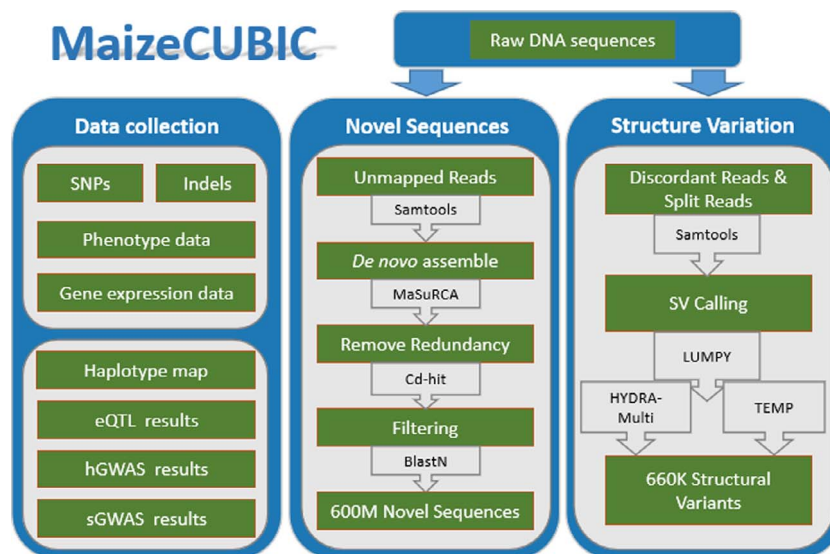 MaizeCUBIC
Raw DNA sequences
Data collection
SNPs
Indels
Phenotype data
Gene expression data
Haplotype map
eQTL results
hGWAS results
sGWAS results
Novel Sequences
Unmapped Reads
Samtools
De novo assemble
MaSuRCA
Remove Redundancy
Cd-hit
Filtering
BlastN
600M Novel Sequences
Structure Variation
Discordant Reads &
Split Reads
Samtools
SV Calling
LUMPY
HYDRA-
Multi
TEMP
660K Structural
Variants